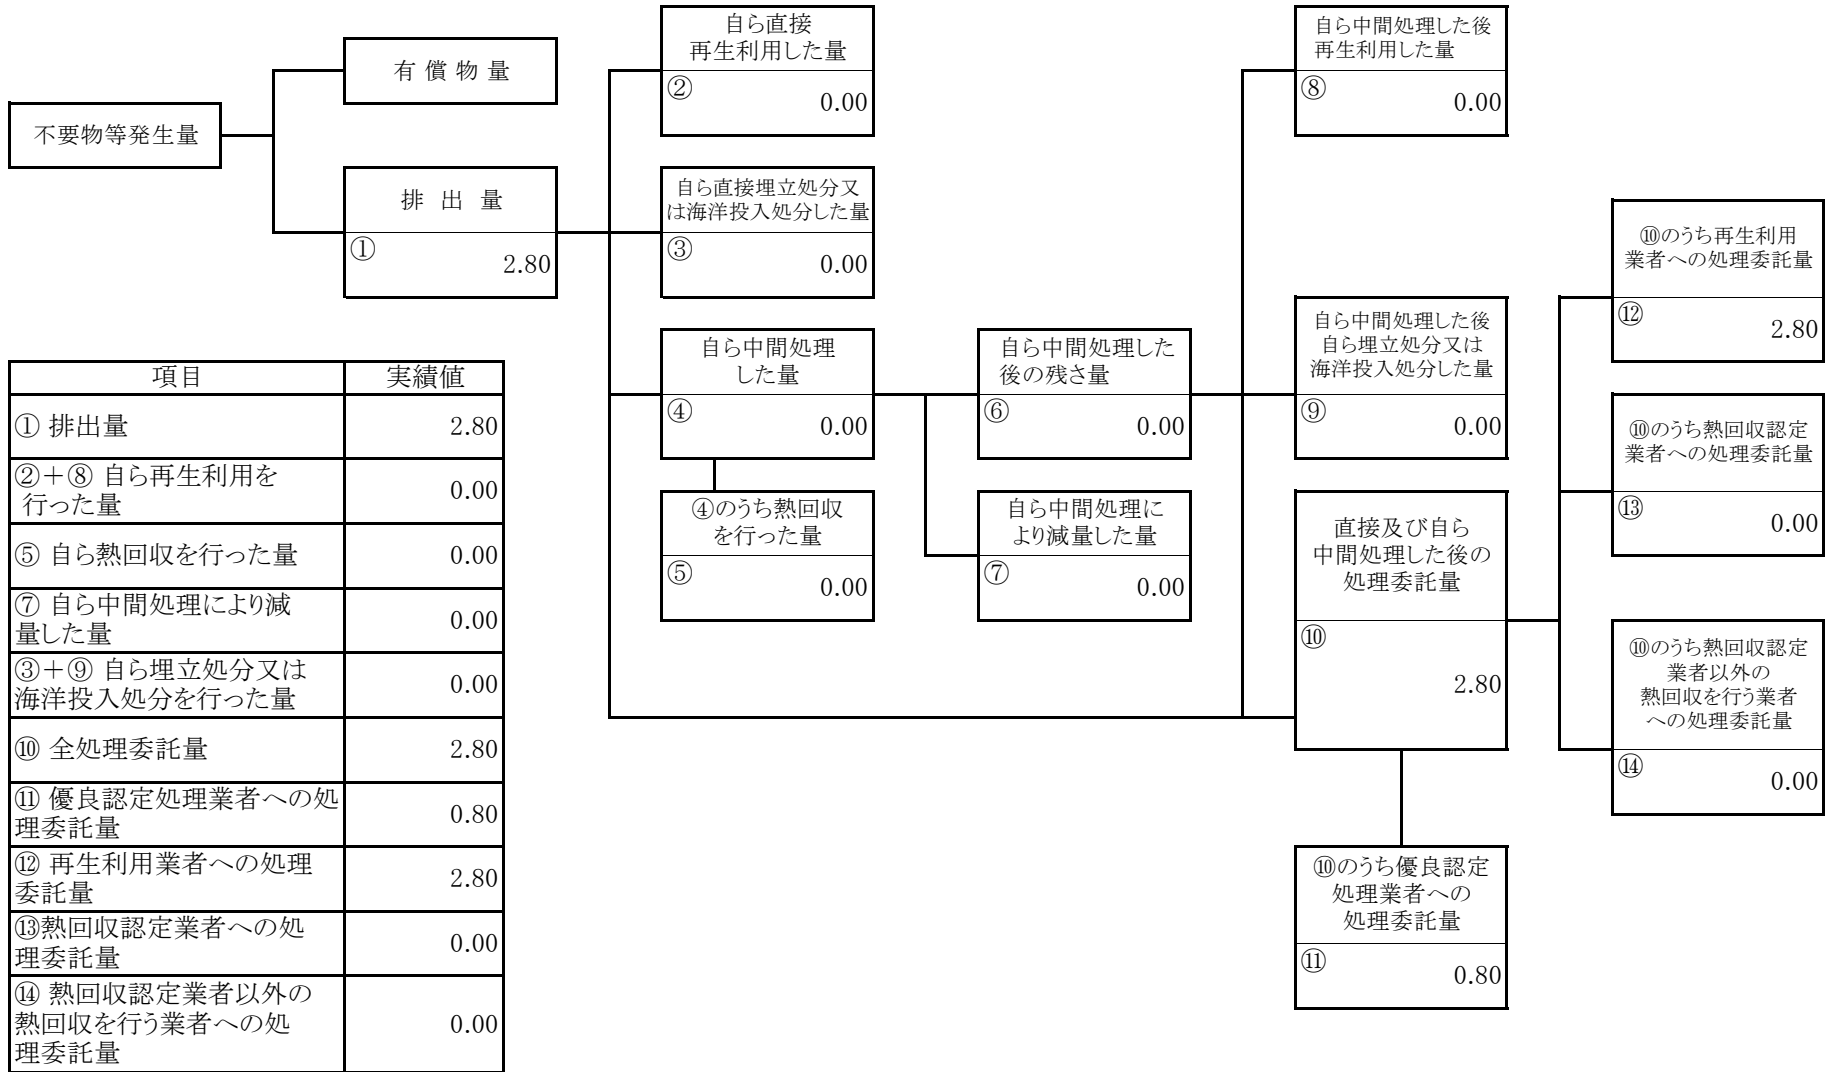 不要物等発生量
有 償 物 量
排 出 量
①
2.80
自ら直接
再生利用した量
②
0.00
自ら直接埋立処分又
は海洋投入処分した量
③
0.00
自ら中間処理
した量
④
0.00
④のうち熱回収
を行った量
⑤
0.00
自ら中間処理した
後の残さ量
⑥
0.00
自ら中間処理に
より減量した量
⑦
0.00
自ら中間処理した後
再生利用した量
⑧
0.00
自ら中間処理した後
自ら埋立処分又は
海洋投入処分した量
⑨
0.00
直接及び自ら
中間処理した後の
処理委託量
⑩
2.80
⑩のうち優良認定
処理業者への
処理委託量
⑪
0.80
⑩のうち再生利用
業者への処理委託量
⑫
2.80
⑩のうち熱回収認定
業者への処理委託量
⑬
0.00
⑩のうち熱回収認定
業者以外の
熱回収を行う業者
への処理委託量
⑭
0.00
項目 実績値
① 排出量 2.80
②+⑧ 自ら再生利用を
行った量 0.00
⑤ 自ら熱回収を行った量 0.00
⑦ 自ら中間処理により減
量した量 0.00
③+⑨ 自ら埋立処分又は
海洋投入処分を行った量 0.00
⑩ 全処理委託量 2.80
⑪ 優良認定処理業者への処
理委託量 0.80
⑫ 再生利用業者への処理
委託量 2.80
⑬熱回収認定業者への処
理委託量 0.00
⑭ 熱回収認定業者以外の
熱回収を行う業者への処
理委託量 0.00